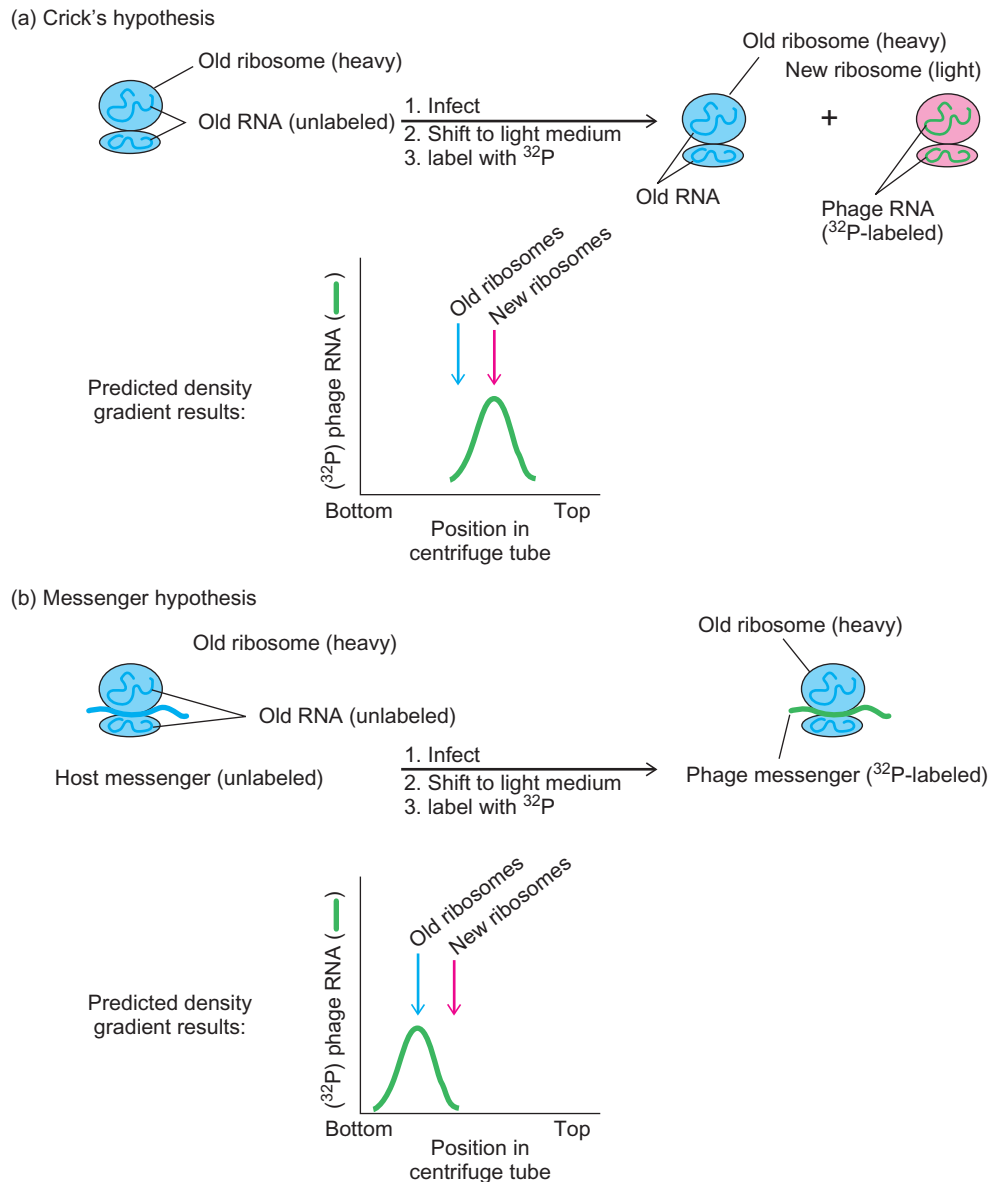 (a) Crick's hypothesis
Old ribosome (heavy)
Old RNA (unlabeled)
1. Infect
2. Shift to light medium
3. label with ³²P
Old ribosome (heavy)
New ribosome (light)
+
Old RNA
Phage RNA
(³²P-labeled)
Predicted density
gradient results:
(³²P) phage RNA ( )
Old ribosomes
New ribosomes
Bottom
Top
Position in
centrifuge tube
(b) Messenger hypothesis
Old ribosome (heavy)
Old RNA (unlabeled)
Host messenger (unlabeled)
1. Infect
2. Shift to light medium
3. label with ³²P
Old ribosome (heavy)
Phage messenger (³²P-labeled)
Predicted density
gradient results:
(³²P) phage RNA ( )
Old ribosomes
New ribosomes
Bottom
Top
Position in
centrifuge tube